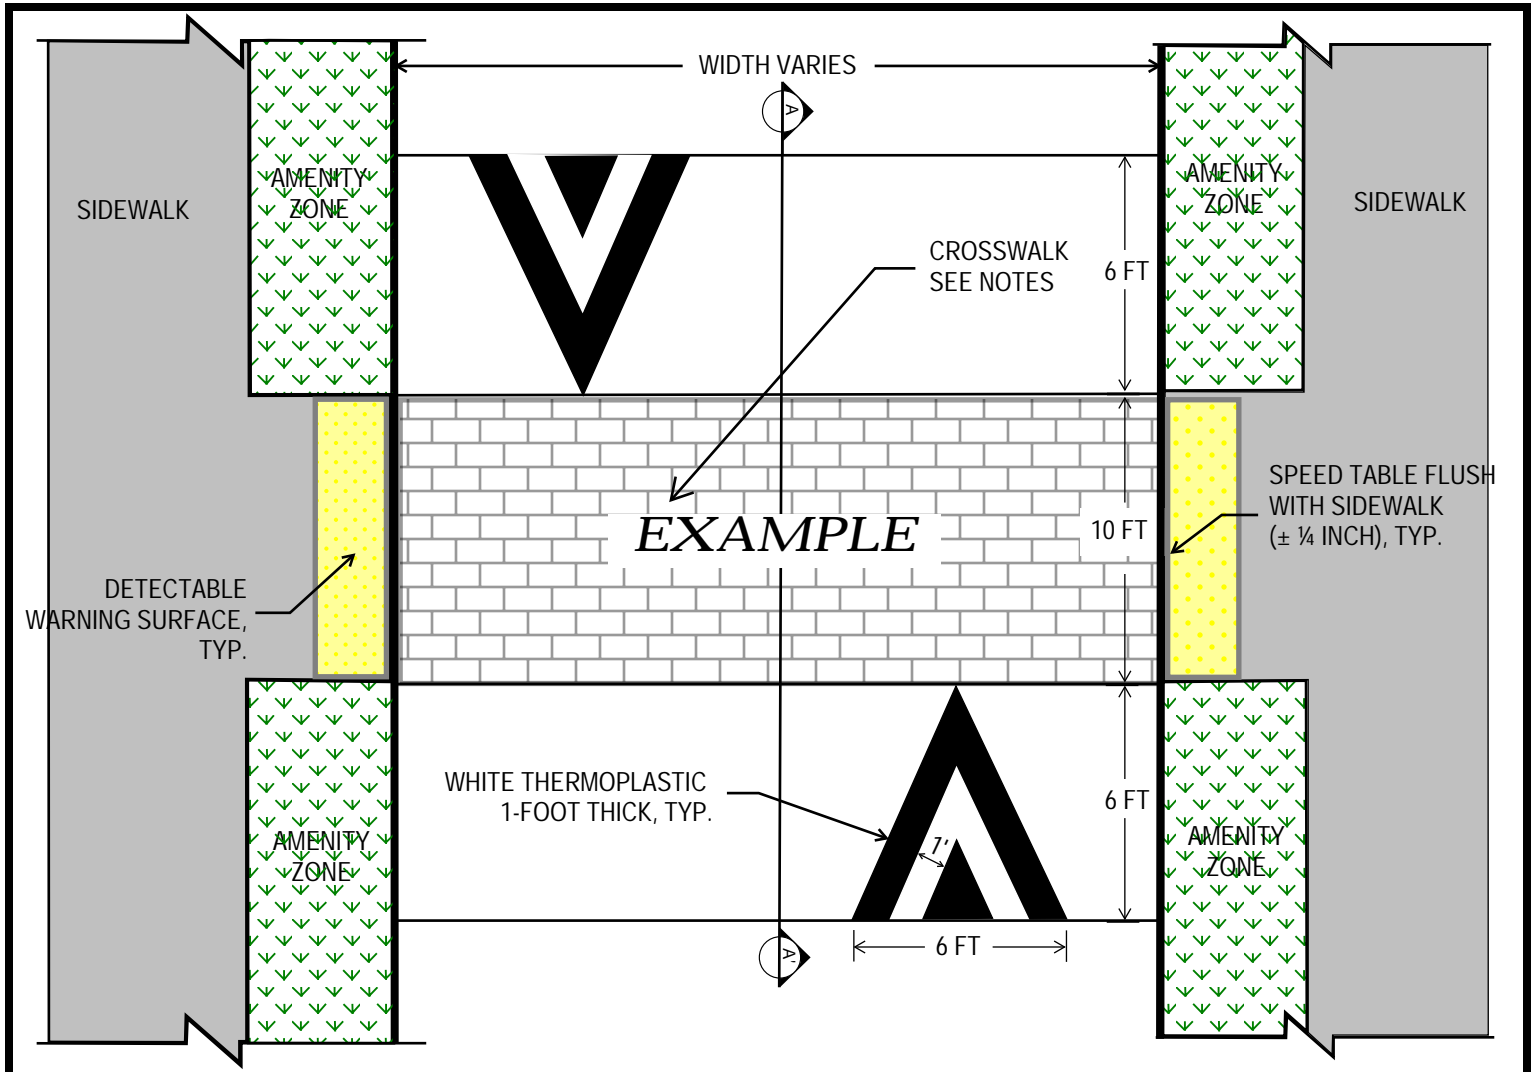 WIDTH VARIES
A
AMENITY
ZONE
SIDEWALK
AMENITY
ZONE
SIDEWALK
CROSSWALK
SEE NOTES
6 FT
SPEED TABLE FLUSH
WITH SIDEWALK
(± ¼ INCH), TYP.
EXAMPLE
10 FT
DETECTABLE
WARNING SURFACE,
TYP.
WHITE THERMOPLASTIC
1-FOOT THICK, TYP.
6 FT
1'
AMENITY
ZONE
AMENITY
ZONE
6 FT
A'